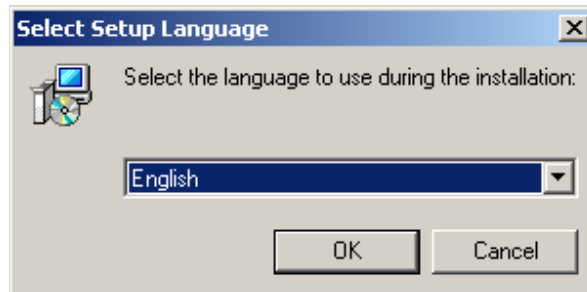 Select Setup Language
Select the language to use during the installation:
English
OK
Cancel